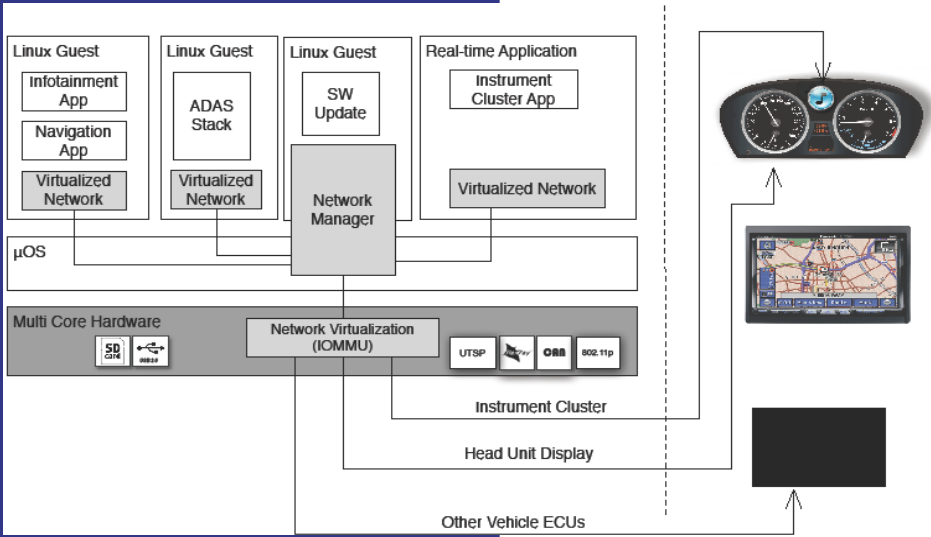 Linux Guest
Infotainment
App
Navigation
App
Virtualized
Network
Linux Guest
ADAS
Stack
Virtualized
Network
Linux Guest
SW
Update
Network
Manager
Real-time Application
Instrument
Cluster App
Virtualized Network
µOS
Multi Core Hardware
SD
card
Network Virtualization
(IOMMU)
UTSP
CAN
802.11p
Instrument Cluster
Head Unit Display
Other Vehicle ECUs